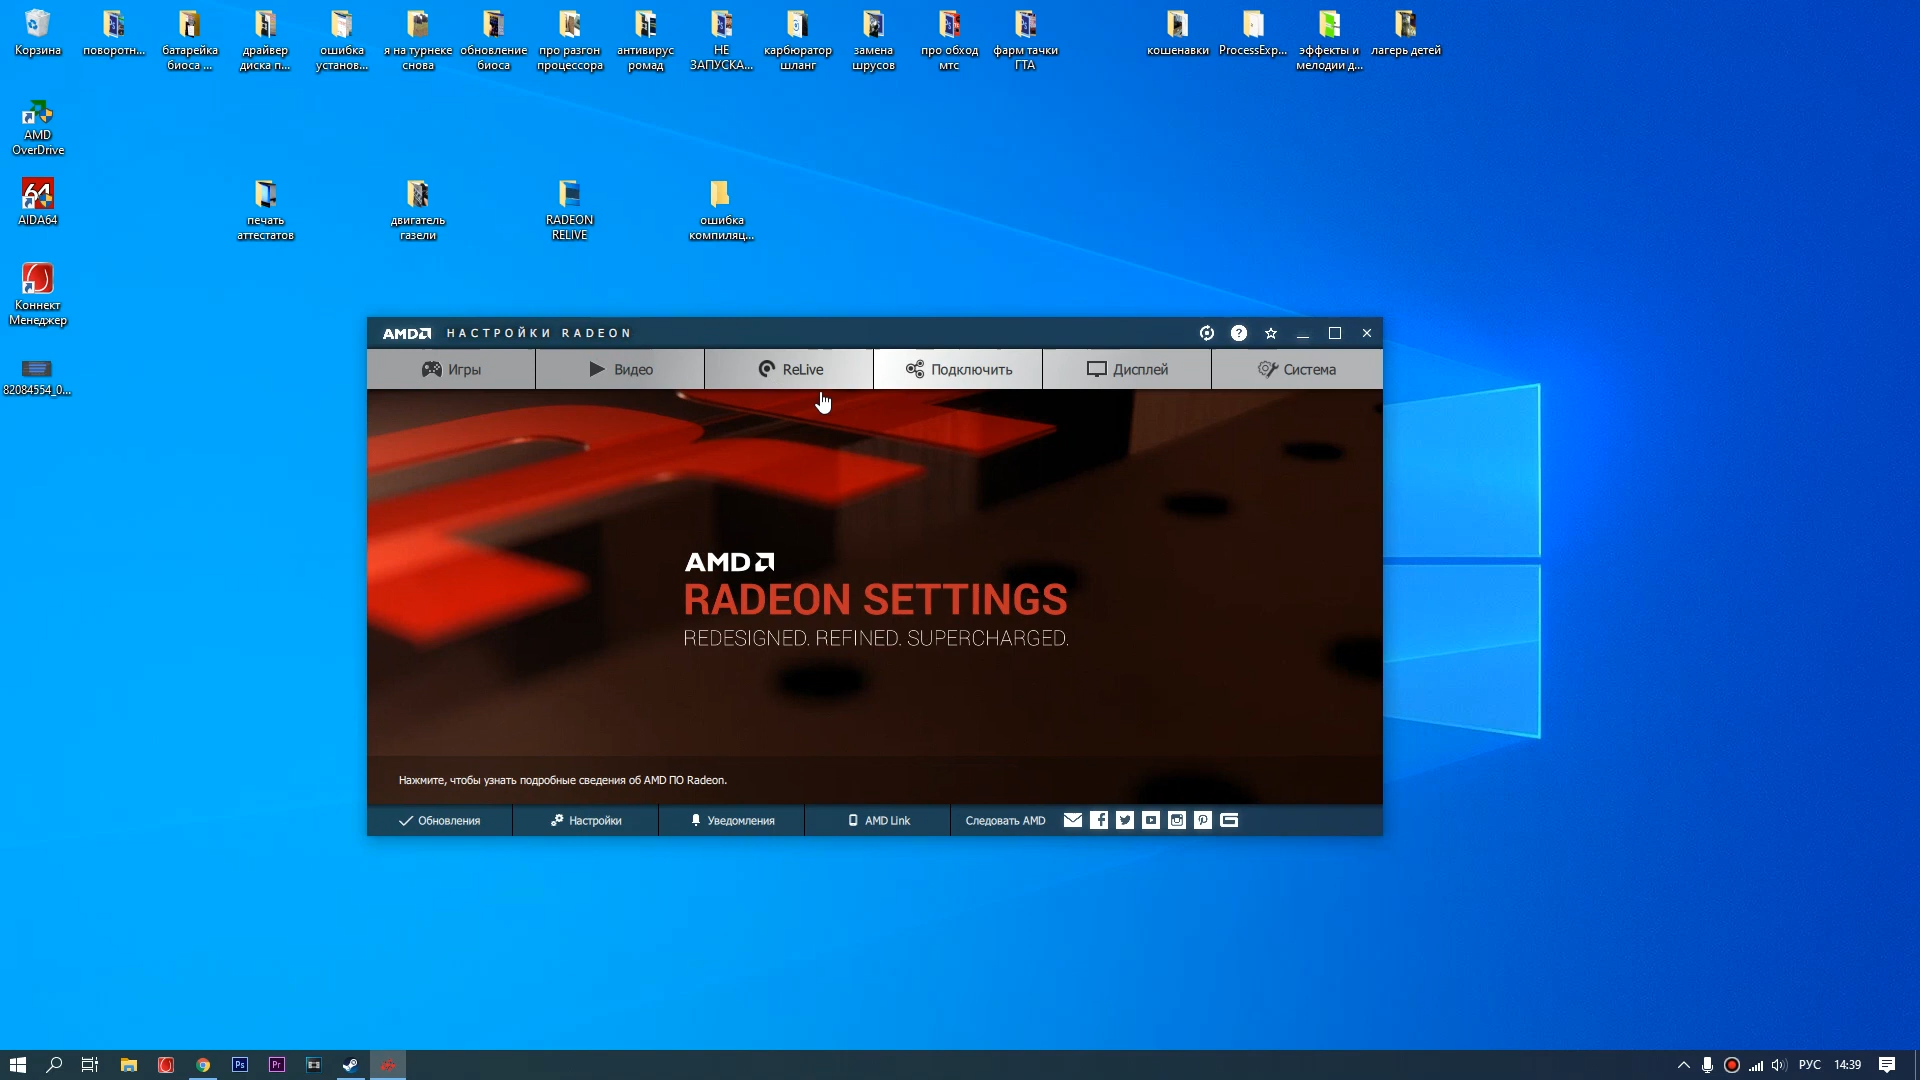 Корзина
поворотн...
батарейка
биоса ...
драйвер
диска п...
ошибка
установ...
я на турнеке
снова
обновление
биоса
про разгон
процессора
антивирус
ромад
НЕ
ЗАПУСКА...
карбюратор
шланг
замена
шрусов
про обход
мтс
фарм тачки
ГТА
кошенавки
ProcessExp...
эффекты и
мелодии д...
лагерь детей
AMD
OverDrive
64
AIDA64
печать
аттестатов
двигатель
газели
RADEON
RELIVE
ошибка
компиляц...
Коннект
Менеджер
82084554_0...
AMD НАСТРОЙКИ RADEON
Игры
Видео
ReLive
Подключить
Дисплей
Система
AMD
RADEON SETTINGS
REDESIGNED. REFINED. SUPERCHARGED.
Нажмите, чтобы узнать подробные сведения об AMD ПО Radeon.
Обновления
Настройки
Уведомления
AMD Link
Следовать AMD
Ps
Pr
РУС
14:39